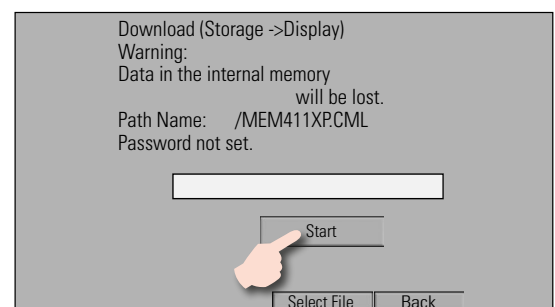 Download (Storage ->Display)
Warning:
Data in the internal memory
will be lost.
Path Name: /MEM411XP.CML
Password not set.
Start
Select File Back